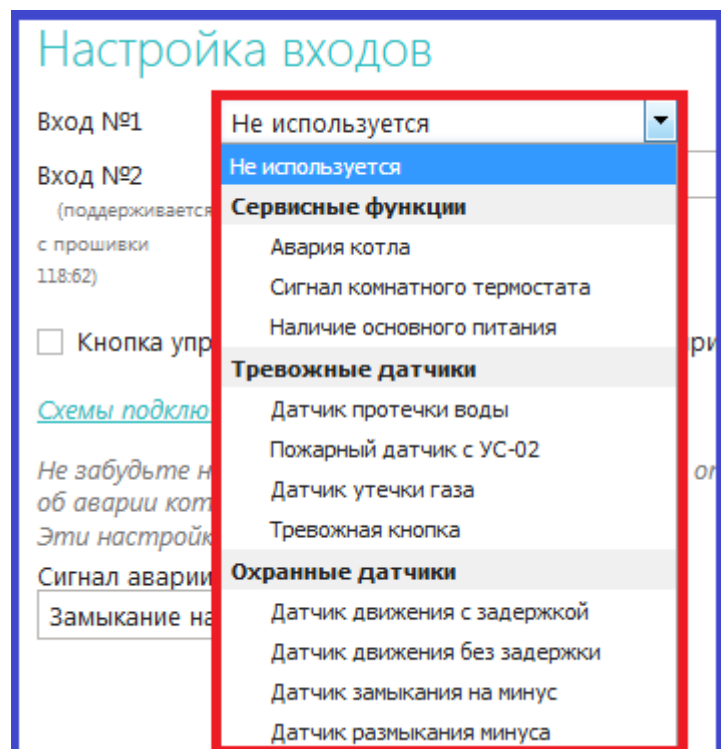 Настройка входов
Вход №1
Не используется
Вход №2
(поддерживается
с прошивки
118:62)
Не используется
Сервисные функции
Авария котла
Сигнал комнатного термостата
Наличие основного питания
Тревожные датчики
Датчик протечки воды
Пожарный датчик с УС-02
Датчик утечки газа
Тревожная кнопка
Охранные датчики
Датчик движения с задержкой
Датчик движения без задержки
Датчик замыкания на минус
Датчик размыкания минуса
Кнопка упр
ри
Схемы подклю
Не забудьте н
об аварии кот
Эти настройк
Сигнал аварии
Замыкание на